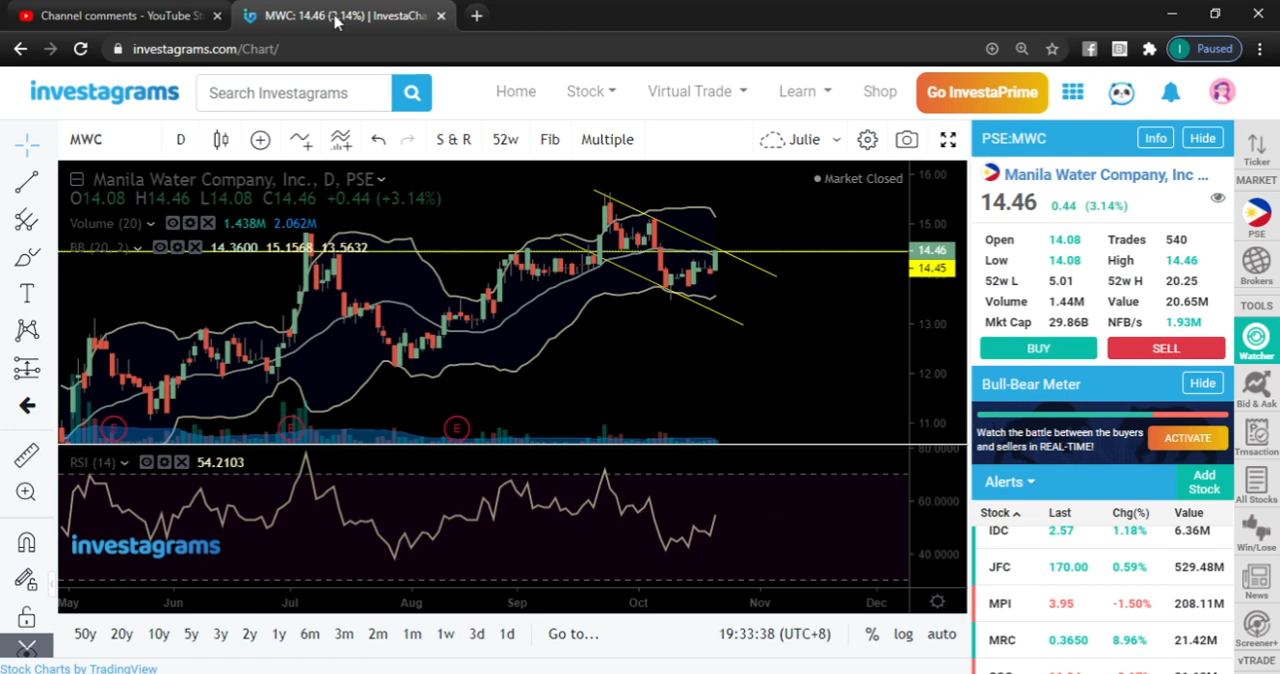 Channel comments - YouTube St
MWC: 14.46 (3.14%) | InvestaCha
investagrams.com/Chart/
Paused
investagrams
Search Investagrams
Home
Stock
Virtual Trade
Learn
Shop
Go InvestaPrime
MWC
D
S & R
52w
Fib
Multiple
Julie
Manila Water Company, Inc., D, PSE
Market Closed
O14.08 H14.46 L14.08 C14.46 +0.44 (+3.14%)
Volume (20) 1.438M 2.062M
BB (20, 2) 14.3600 15.1568 13.5632
16.00
15.00
14.46
14.45
13.00
12.00
11.00
E
E
E
RSI (14) 54.2103
80.0000
60.0000
40.0000
investagrams
May Jun Jul Aug Sep Oct Nov Dec
50y 20y 10y 5y 3y 2y 1y 6m 3m 2m 1m 1w 3d 1d Go to...
19:33:38 (UTC+8) % log auto
Stock Charts by TradingView
PSE:MWC
Info
Hide
Manila Water Company, Inc ...
14.46 0.44 (3.14%)
Open 14.08 Trades 540
Low 14.08 High 14.46
52w L 5.01 52w H 20.25
Volume 1.44M Value 20.65M
Mkt Cap 29.86B NFB/s 1.93M
BUY
SELL
Bull-Bear Meter
Hide
Watch the battle between the buyers
and sellers in REAL-TIME!
ACTIVATE
Alerts
Add
Stock
Stock Last Chg(%) Value
IDC 2.57 1.18% 6.36M
JFC 170.00 0.59% 529.48M
MPI 3.95 -1.50% 208.11M
MRC 0.3650 8.96% 21.42M
Ticker
MARKET
PSE
Brokers
TOOLS
Watcher
Bid & Ask
Trnsaction
All Stocks
Win/Lose
News
Screener+
vTRADE